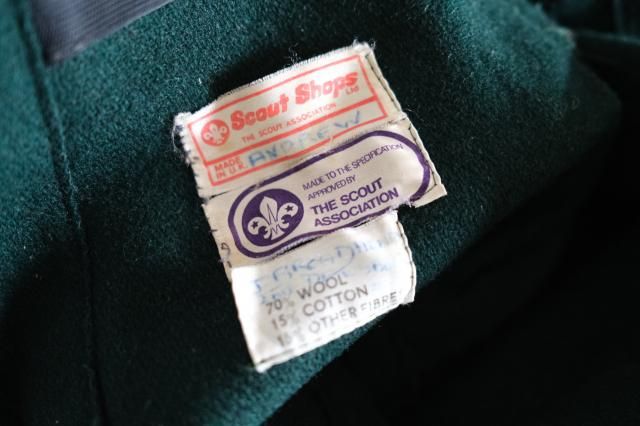 Scout Shops Ltd
THE SCOUT ASSOCIATION
MADE
IN U.K.
ANDREW
MADE TO THE SPECIFICATION
APPROVED BY
THE SCOUT
ASSOCIATION
70% WOOL
15% COTTON
15% OTHER FIBRE